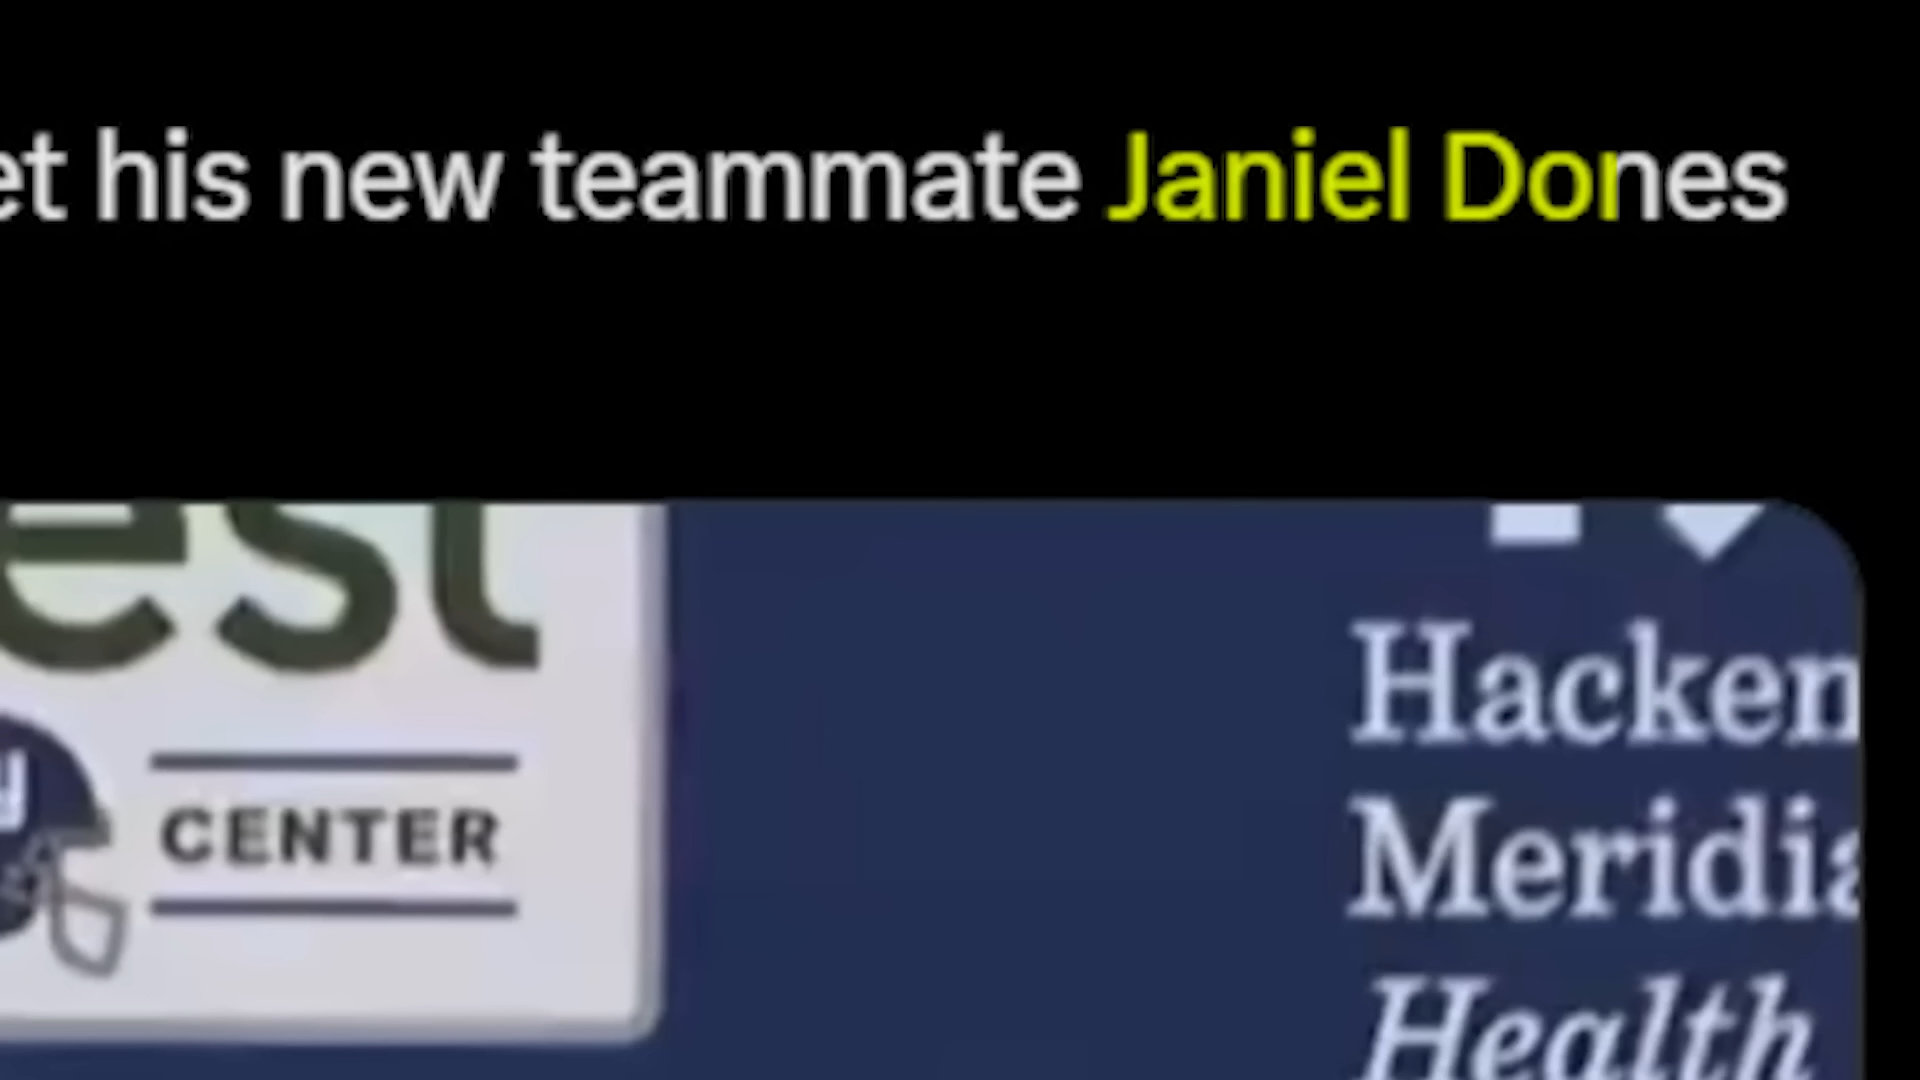 et his new teammate Janiel Dones
est
CENTER
Hacken
Meridia
Health